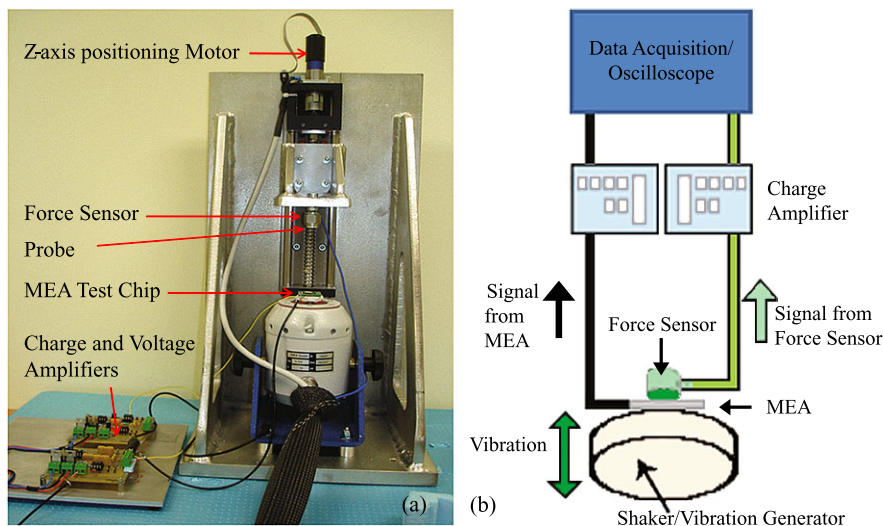 Z-axis positioning Motor
Force Sensor
Probe
MEA Test Chip
Charge and Voltage
Amplifiers
(a)
Data Acquisition/
Oscilloscope
Charge
Amplifier
Signal
from
MEA
Force Sensor
Signal from
Force Sensor
MEA
Vibration
(b)
Shaker/Vibration Generator